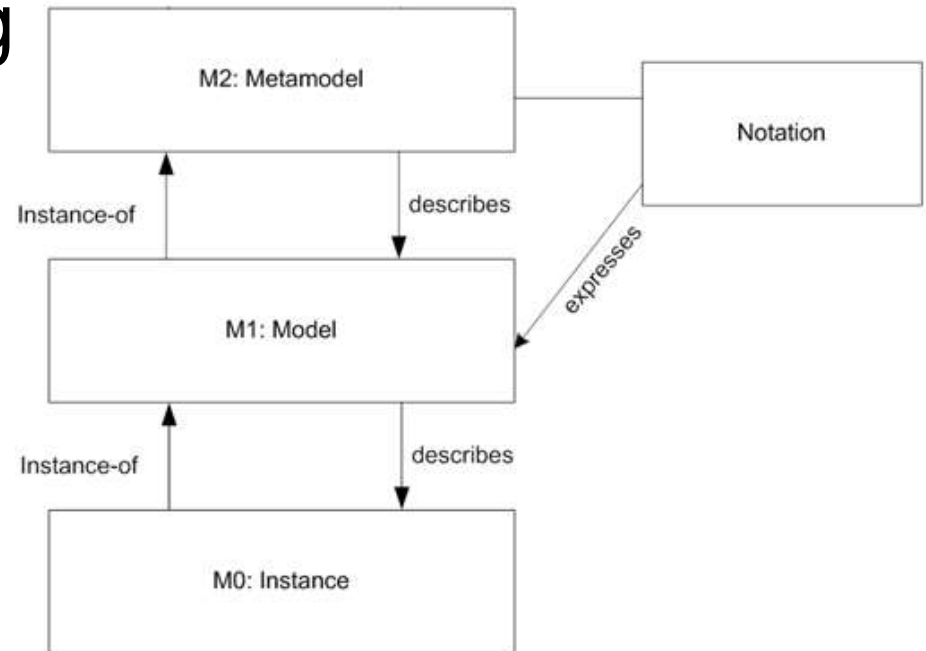 g
M2: Metamodel
Notation
Instance-of
describes
expresses
M1: Model
Instance-of
describes
M0: Instance